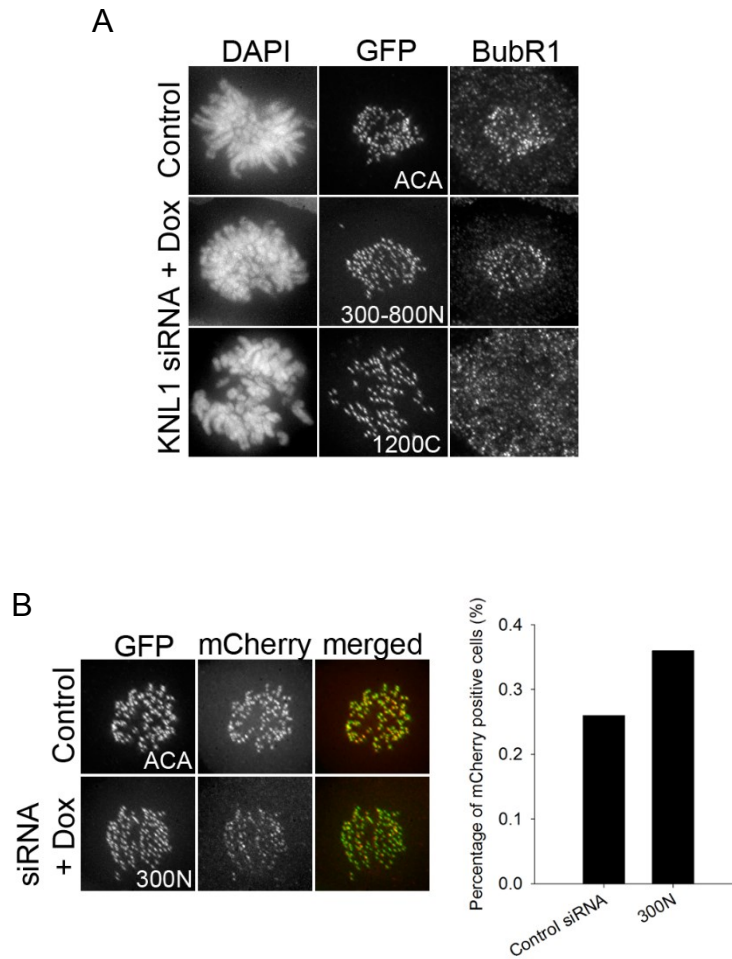 A
DAPI GFP BubR1
Control
ACA
KNL1 siRNA + Dox
300-800N
1200C
B
GFP mCherry merged
Control
ACA
siRNA
+ Dox
300N
Percentage of mCherry positive cells (%)
0.4
0.3
0.2
0.1
0.0
Control siRNA
300N